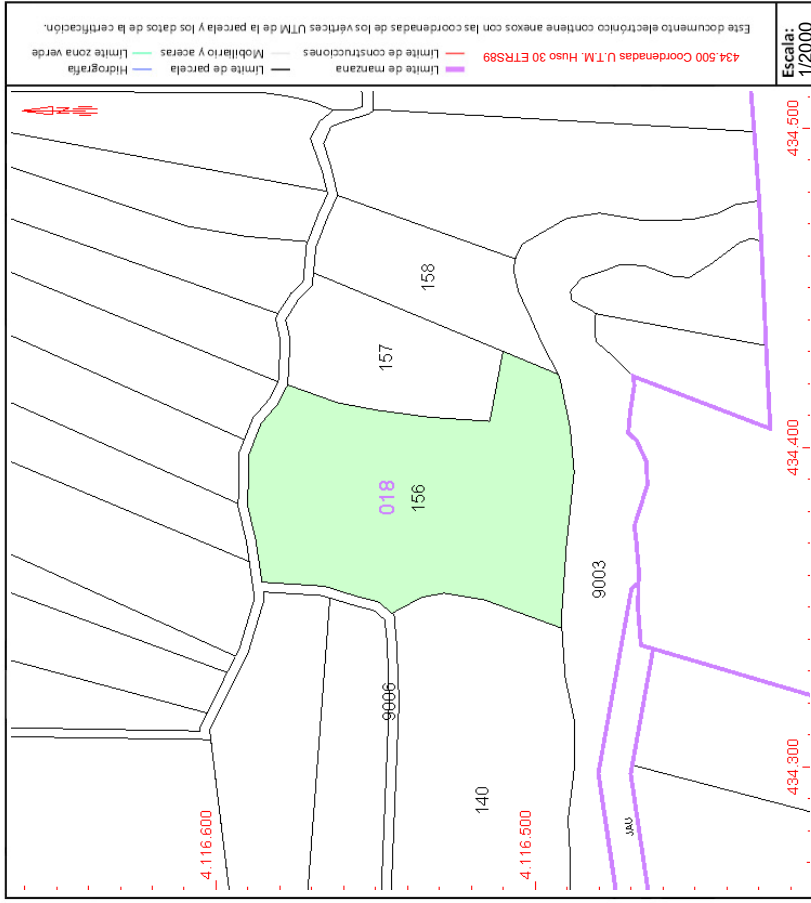 Este documento electrónico contiene anexos con las coordenadas de los vértices UTM de la parcela y los datos de la certificación.
434.500 Coordenadas U.T.M. Huso 30 ETRS89
Límite de manzana
Límite de construcciones
Límite de parcela
Mobiliario y aceras
Hidrografía
Límite zona verde
Escala:
1/2000
434.500
158
157
434.400
018
156
9003
9006
434.300
140
4.116.600
4.116.500
JAU